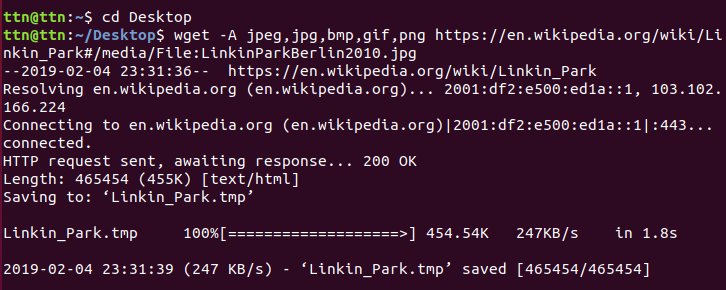 ttn@ttn:~$ cd Desktop
ttn@ttn:~/Desktop$ wget -A jpeg,jpg,bmp,gif,png https://en.wikipedia.org/wiki/Li
nkin_Park#/media/File:LinkinParkBerlin2010.jpg
--2019-02-04 23:31:36--  https://en.wikipedia.org/wiki/Linkin_Park
Resolving en.wikipedia.org (en.wikipedia.org)... 2001:df2:e500:ed1a::1, 103.102.
166.224
Connecting to en.wikipedia.org (en.wikipedia.org)|2001:df2:e500:ed1a::1|:443...
connected.
HTTP request sent, awaiting response... 200 OK
Length: 465454 (455K) [text/html]
Saving to: ‘Linkin_Park.tmp’
Linkin_Park.tmp     100%[===================>] 454.54K   247KB/s    in 1.8s
2019-02-04 23:31:39 (247 KB/s) - ‘Linkin_Park.tmp’ saved [465454/465454]